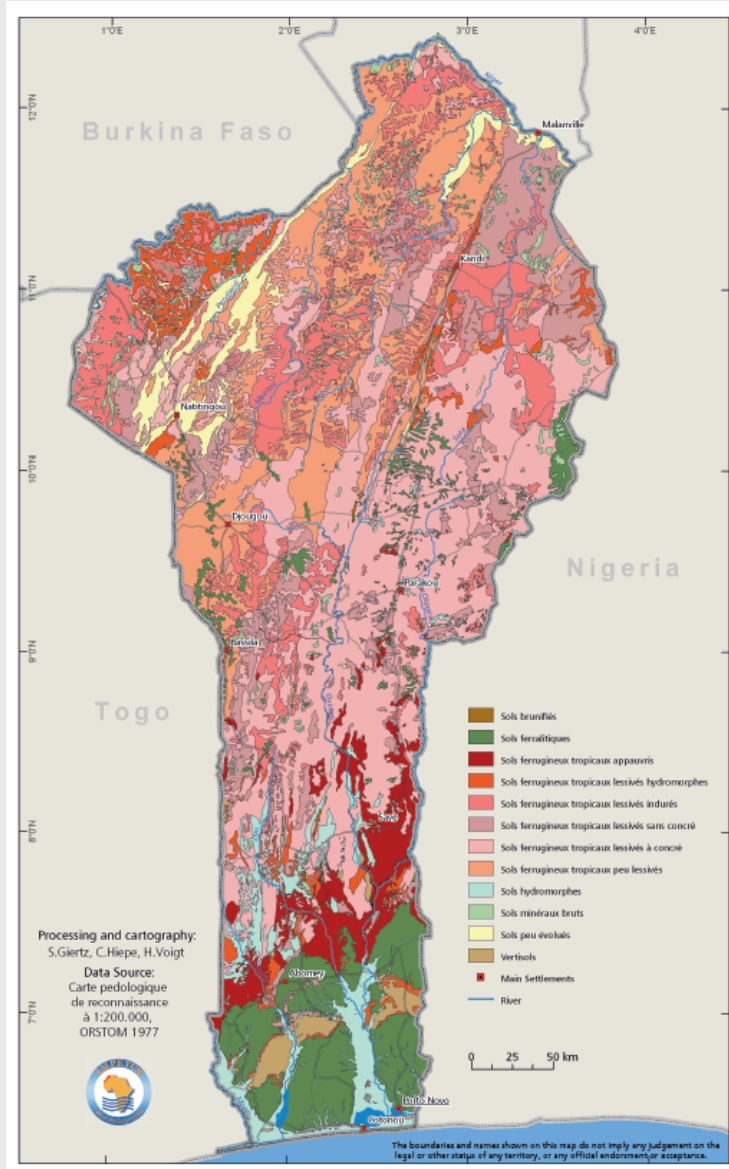 1°0'E
2°0'E
3°0'E
4°0'E
12°0'N
11°0'N
10°0'N
9°0'N
8°0'N
7°0'N
Burkina Faso
Niger
Malanville
Kandi
Natitingou
Djougou
Parakou
Nigeria
Bassila
Togo
Savé
Abomey
Porto Novo
Cotonou
Sols brunifiés
Sols ferralitiques
Sols ferrugineux tropicaux appauvris
Sols ferrugineux tropicaux lessivés hydromorphes
Sols ferrugineux tropicaux lessivés indurés
Sols ferrugineux tropicaux lessivés sans concré
Sols ferrugineux tropicaux lessivés à concré
Sols ferrugineux tropicaux peu lessivés
Sols hydromorphes
Sols minéraux bruts
Sols peu évolués
Vertisols
Main Settlements
River
0 25 50 km
Processing and cartography:
S.Giertz, C.Hiepe, H.Voigt
Data Source:
Carte pedologique
de reconnaissance
à 1:200.000,
ORSTOM 1977
IMPETUS
The boundaries and names shown on this map do not imply any judgement on the
legal or other status of any territory, or any official endorsement or acceptance.